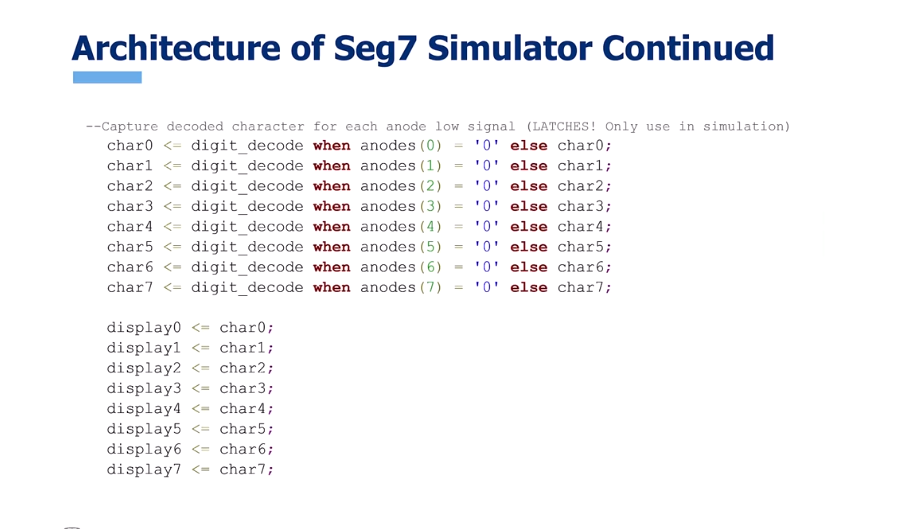 Architecture of Seg7 Simulator Continued
--Capture decoded character for each anode low signal (LATCHES! Only use in simulation)
char0 <= digit_decode when anodes(0) = '0' else char0;
char1 <= digit_decode when anodes(1) = '0' else char1;
char2 <= digit_decode when anodes(2) = '0' else char2;
char3 <= digit_decode when anodes(3) = '0' else char3;
char4 <= digit_decode when anodes(4) = '0' else char4;
char5 <= digit_decode when anodes(5) = '0' else char5;
char6 <= digit_decode when anodes(6) = '0' else char6;
char7 <= digit_decode when anodes(7) = '0' else char7;
display0 <= char0;
display1 <= char1;
display2 <= char2;
display3 <= char3;
display4 <= char4;
display5 <= char5;
display6 <= char6;
display7 <= char7;